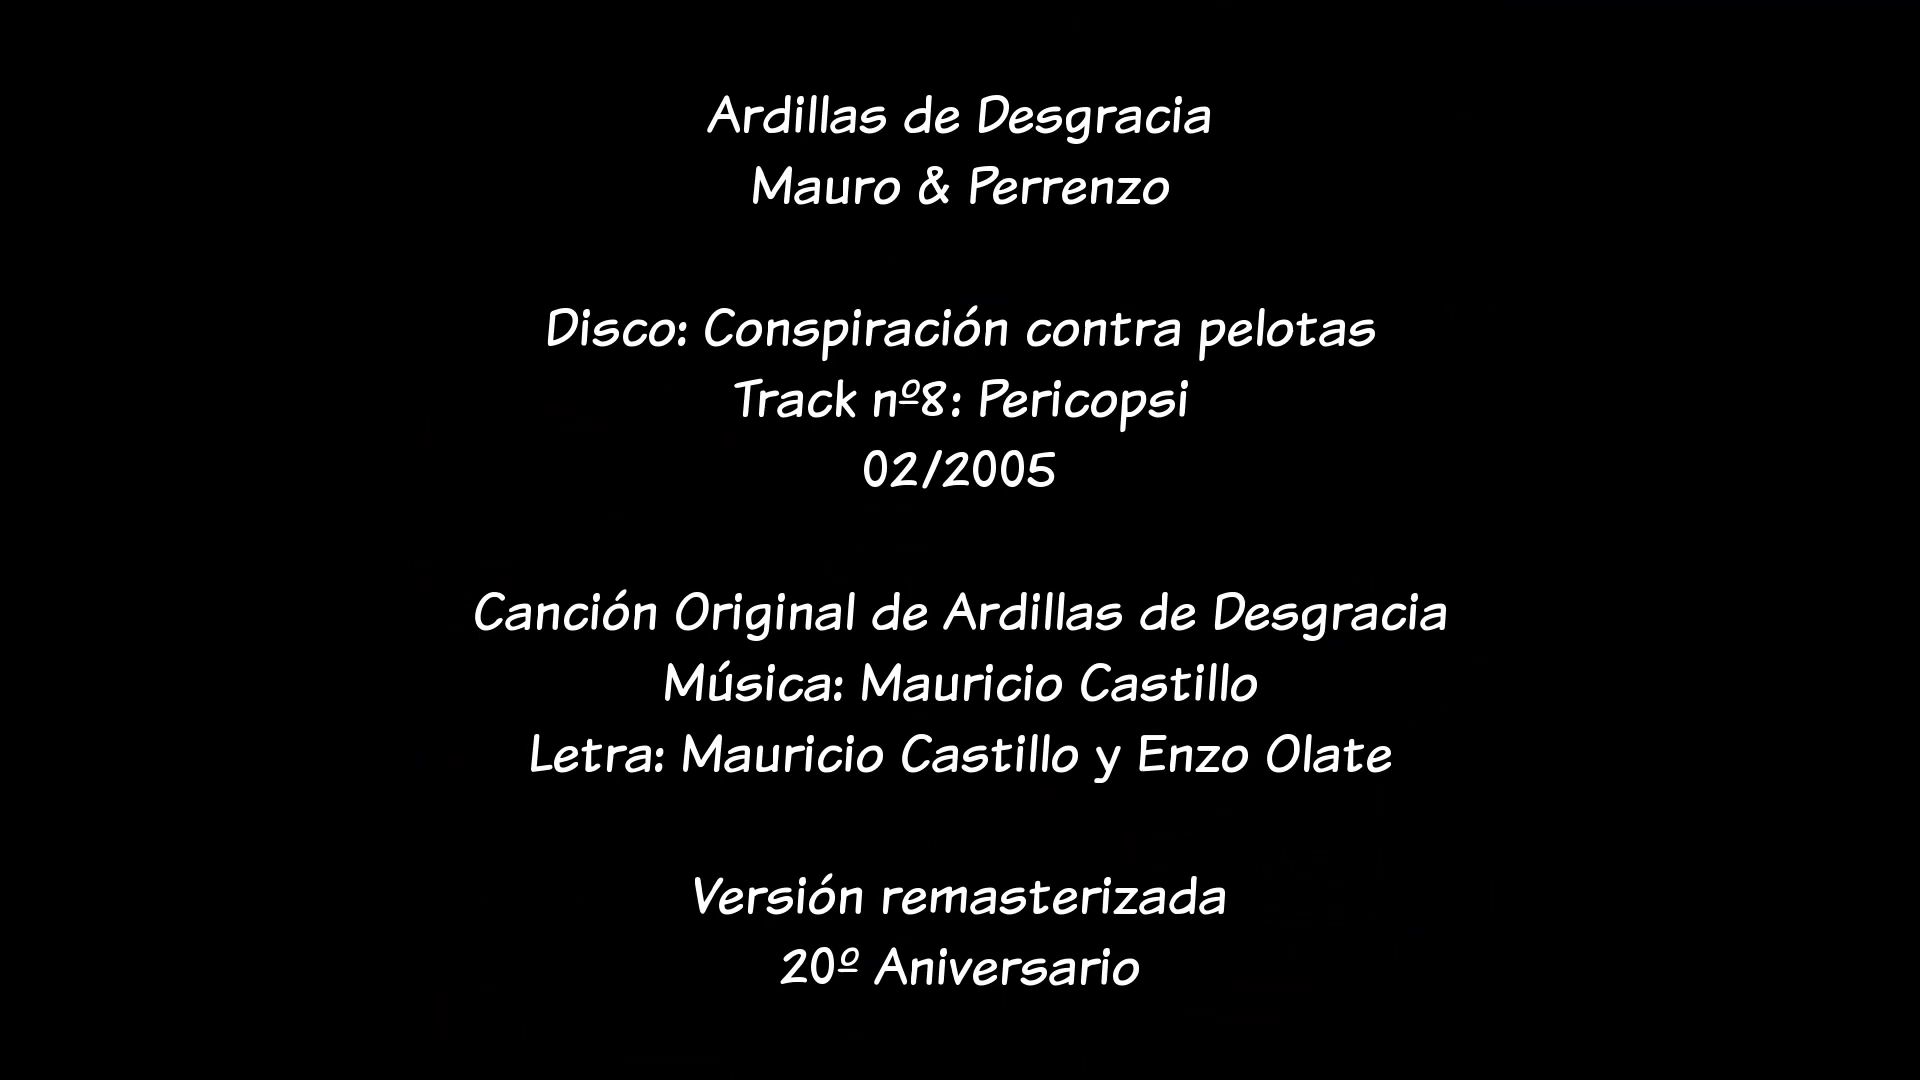 Ardillas de Desgracia
Mauro & Perrenzo
Disco: Conspiración contra pelotas
Track nº8: Pericopsi
02/2005
Canción Original de Ardillas de Desgracia
Música: Mauricio Castillo
Letra: Mauricio Castillo y Enzo Olate
Versión remasterizada
20º Aniversario